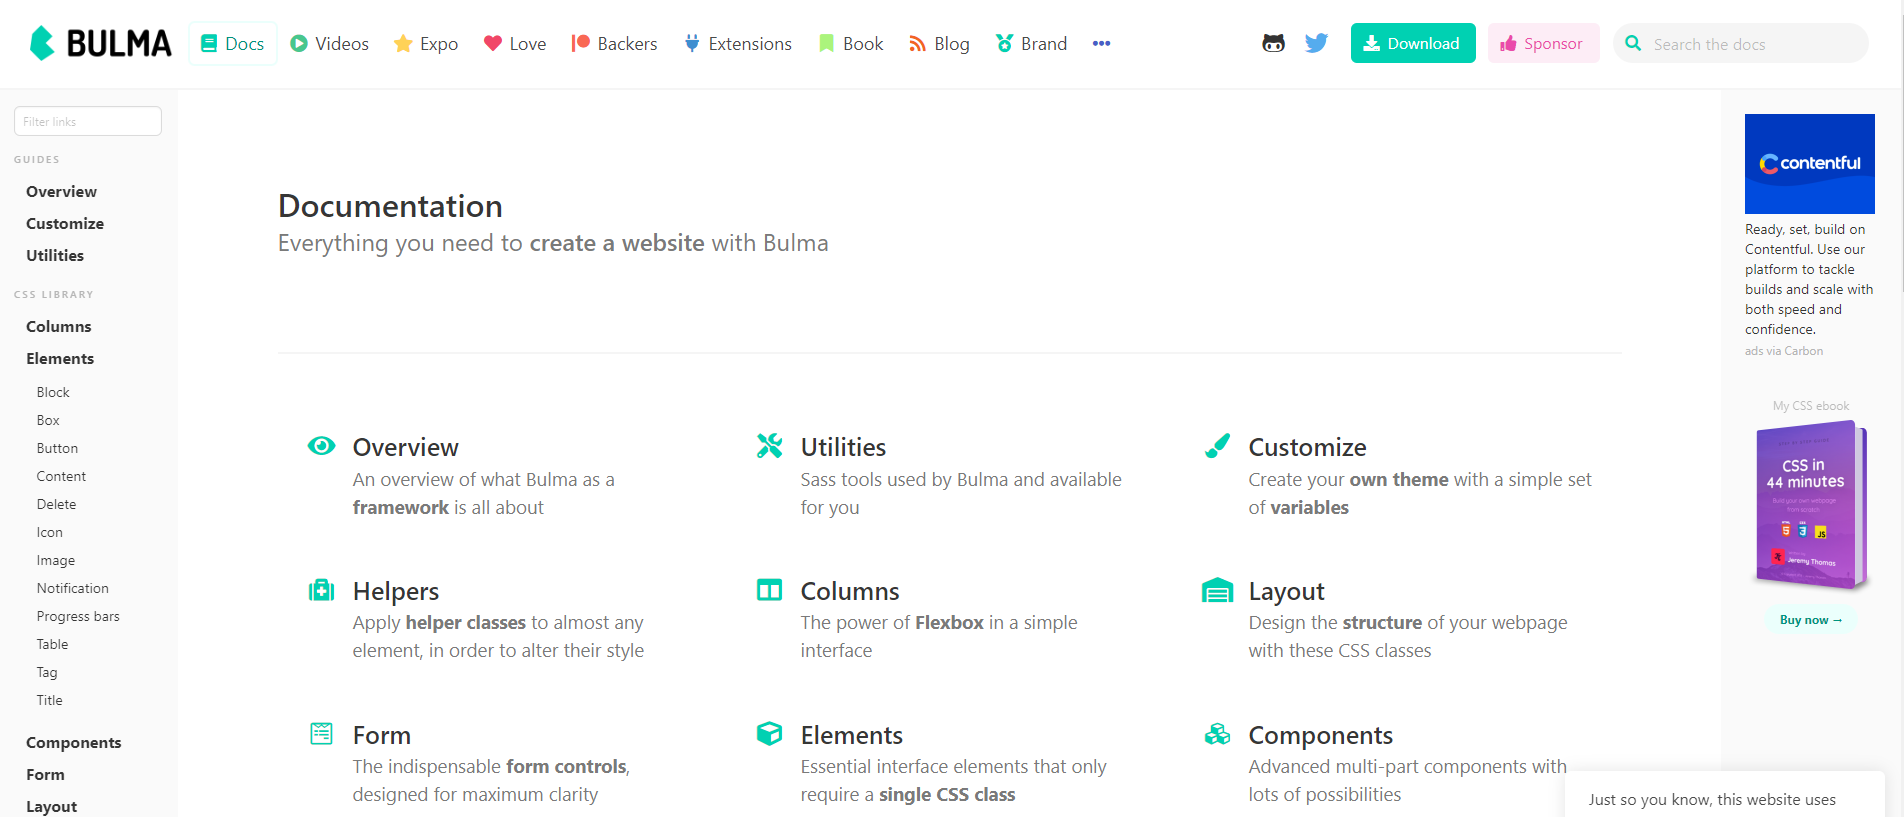 BULMA
Docs
Videos
Expo
Love
Backers
Extensions
Book
Blog
Brand
Download
Sponsor
Search the docs
Filter links
GUIDES
Overview
Customize
Utilities
CSS LIBRARY
Columns
Elements
Block
Box
Button
Content
Delete
Icon
Image
Notification
Progress bars
Table
Tag
Title
Components
Form
Layout
Documentation
Everything you need to create a website with Bulma
Overview
An overview of what Bulma as a
framework is all about
Utilities
Sass tools used by Bulma and available
for you
Customize
Create your own theme with a simple set
of variables
Helpers
Apply helper classes to almost any
element, in order to alter their style
Columns
The power of Flexbox in a simple
interface
Layout
Design the structure of your webpage
with these CSS classes
Form
The indispensable form controls,
designed for maximum clarity
Elements
Essential interface elements that only
require a single CSS class
Components
Advanced multi-part components with
lots of possibilities
contentful
Ready, set, build on
Contentful. Use our
platform to tackle
builds and scale with
both speed and
confidence.
ads via Carbon
My CSS ebook
CSS in
44 minutes
Build your own webpage
from scratch
5
3
JS
Jeremy Thomas
Buy now →
Just so you know, this website uses